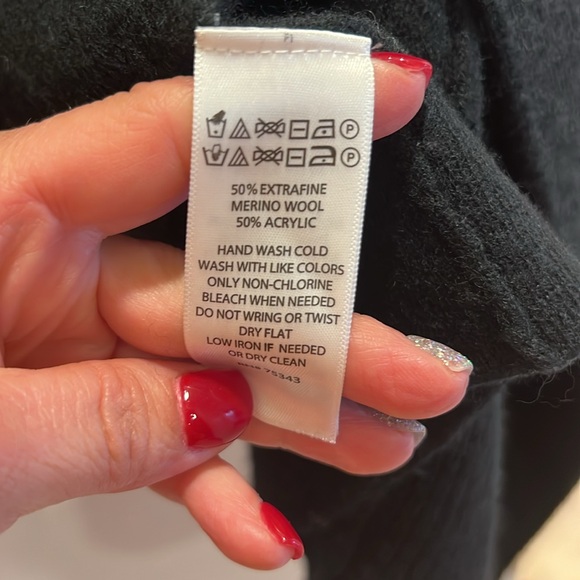 50% EXTRAFINE
MERINO WOOL
50% ACRYLIC
HAND WASH COLD
WASH WITH LIKE COLORS
ONLY NON-CHLORINE
BLEACH WHEN NEEDED
DO NOT WRING OR TWIST
DRY FLAT
LOW IRON IF NEEDED
OR DRY CLEAN
75343